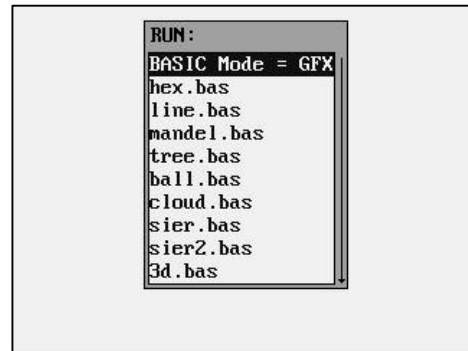 RUN:
BASIC Mode = GFX
hex.bas
line.bas
mandel.bas
tree.bas
ball.bas
cloud.bas
sier.bas
sier2.bas
3d.bas